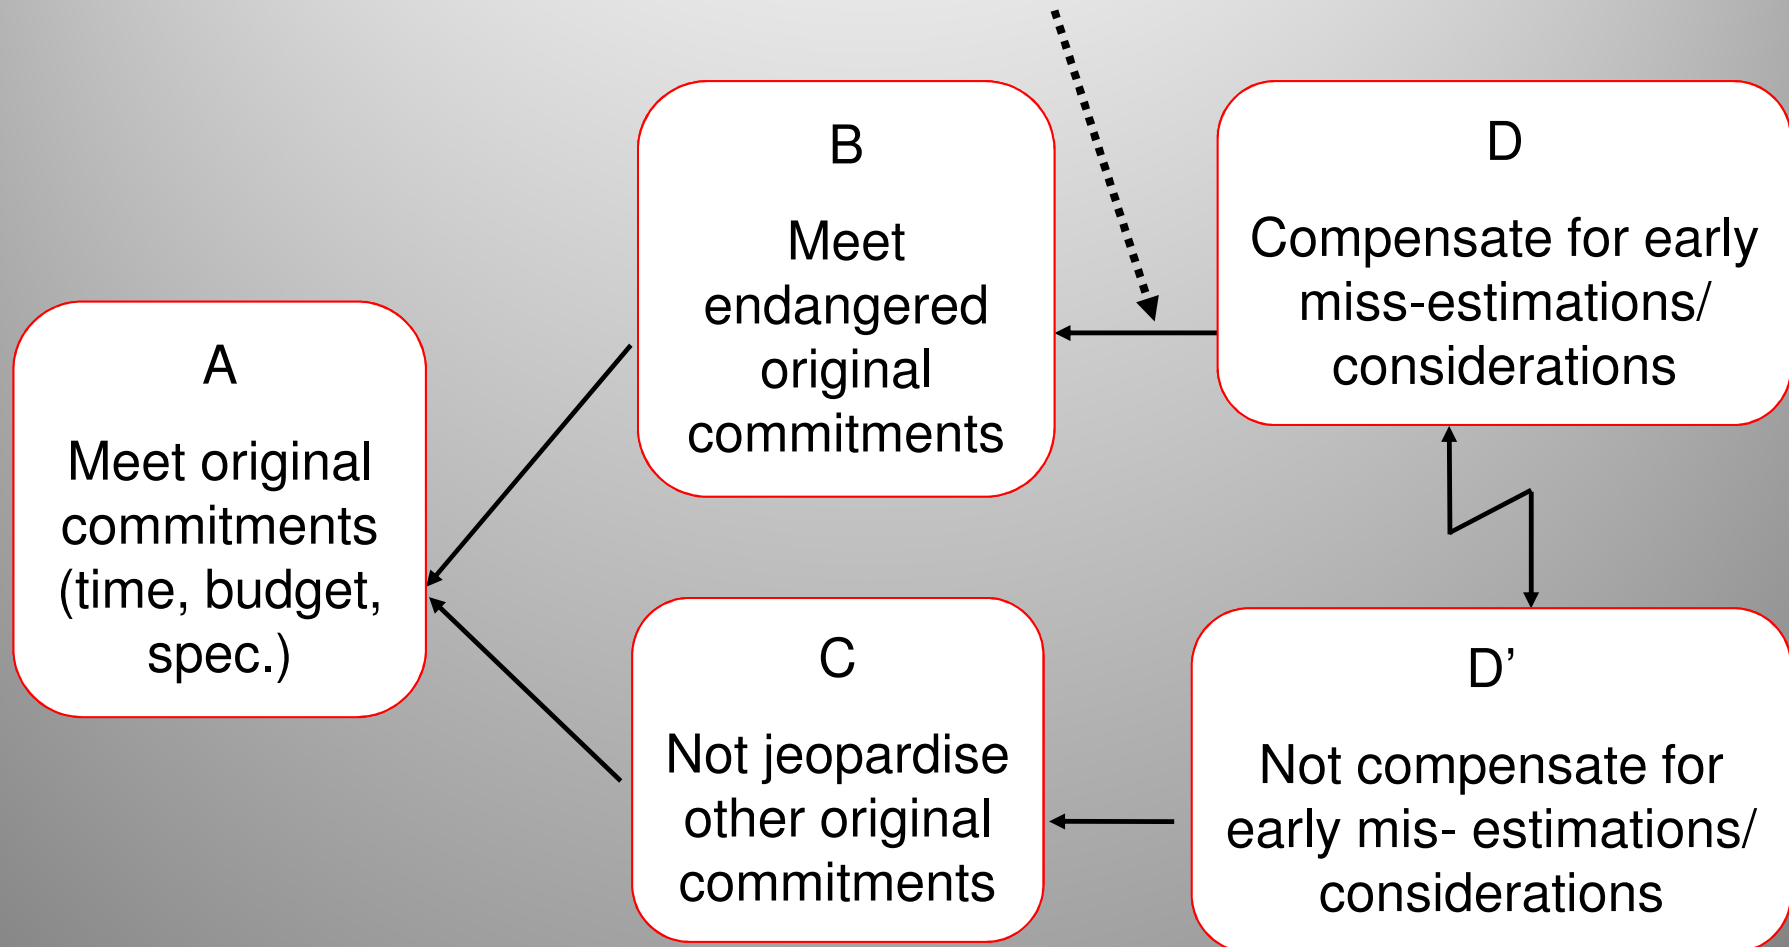 A
Meet original
commitments
(time, budget,
spec.)
B
Meet
endangered
original
commitments
C
Not jeopardise
other original
commitments
D
Compensate for early
miss-estimations/
considerations
D’
Not compensate for
early mis- estimations/
considerations